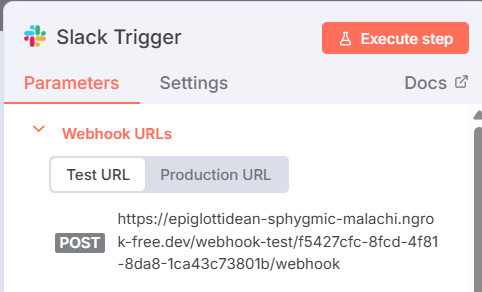 Slack Trigger
Execute step
Parameters
Settings
Docs
Webhook URLs
Test URL
Production URL
POST
https://epiglottidean-sphygmic-malachi.ngro
k-free.dev/webhook-test/f5427cfc-8fcd-4f81
-8da8-1ca43c73801b/webhook